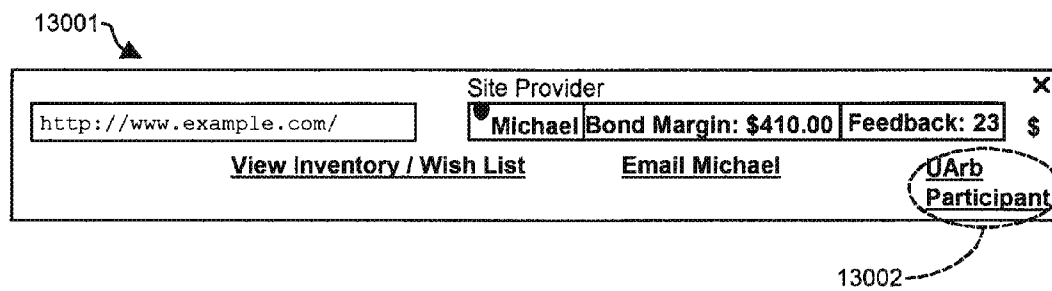 13001
Site Provider
X
http://www.example.com/
Michael
Bond Margin: $410.00
Feedback: 23
$
View Inventory / Wish List
Email Michael
UArb
Participant
13002